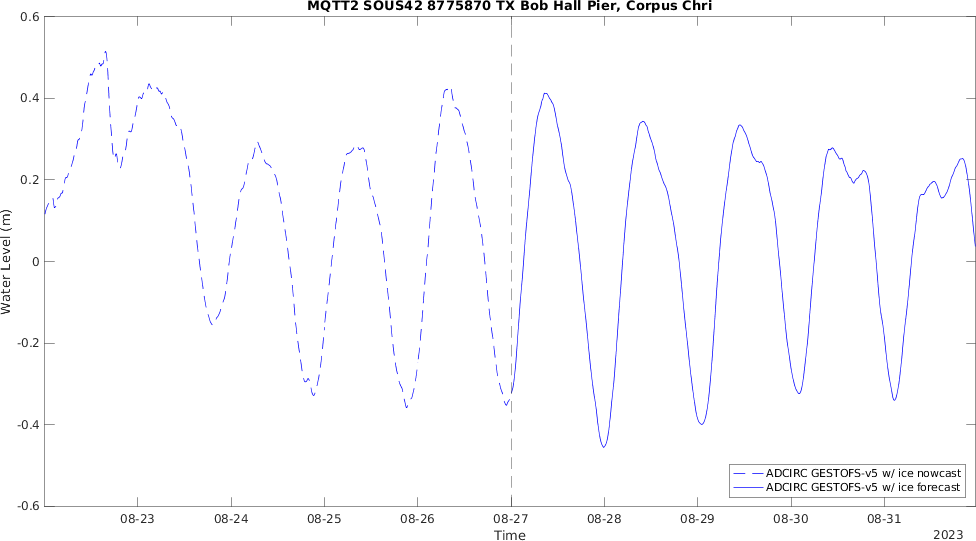 MQTT2 SOUS42 8775870 TX Bob Hall Pier, Corpus Chri
0.6
0.4
0.2
0
-0.2
-0.4
-0.6
Water Level (m)
08-23 08-24 08-25 08-26 08-27 08-28 08-29 08-30 08-31
Time
2023
ADCIRC GESTOFS-v5 w/ ice nowcast
ADCIRC GESTOFS-v5 w/ ice forecast